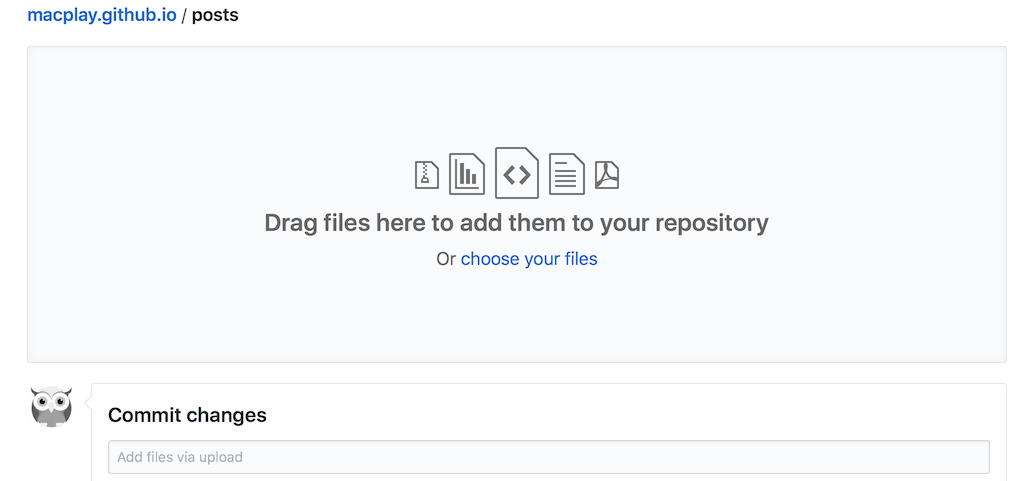 macplay.github.io / posts
Drag files here to add them to your repository
Or choose your files
Commit changes
Add files via upload